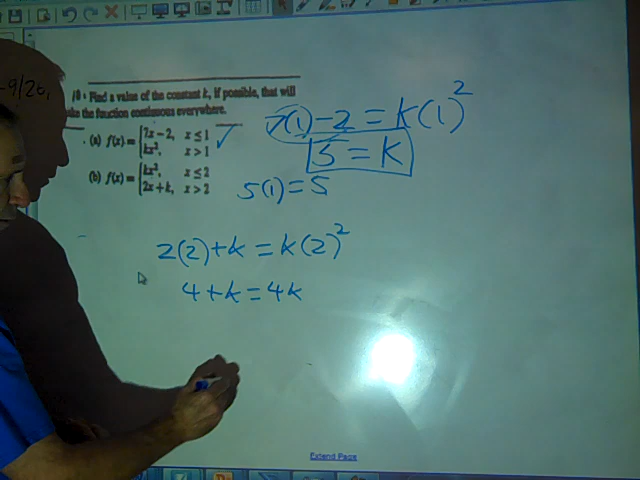 -9/20,
18. Find a value of the constant k, if possible, that will
the function continuous everywhere.
(a) f(x) = { 7x − 2, x ≤ 1
kx², x > 1 ✓
(b) f(x) = { kx², x ≤ 2
2x + k, x > 2
7(1) − 2 = k(1)²
5 = k
5(1) = 5
2(2) + k = k(2)²
4 + k = 4k
Extend Page